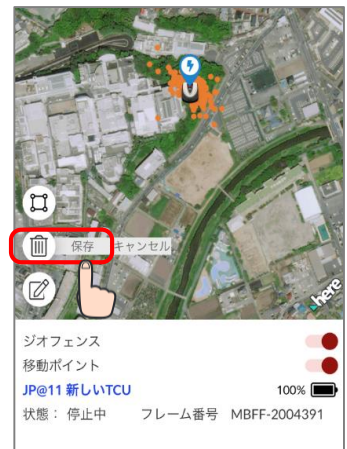 保存 キャンセル
here
ジオフェンス
移動ポイント
JP@11 新しいTCU 100%
状態： 停止中 フレーム番号 MBFF-2004391